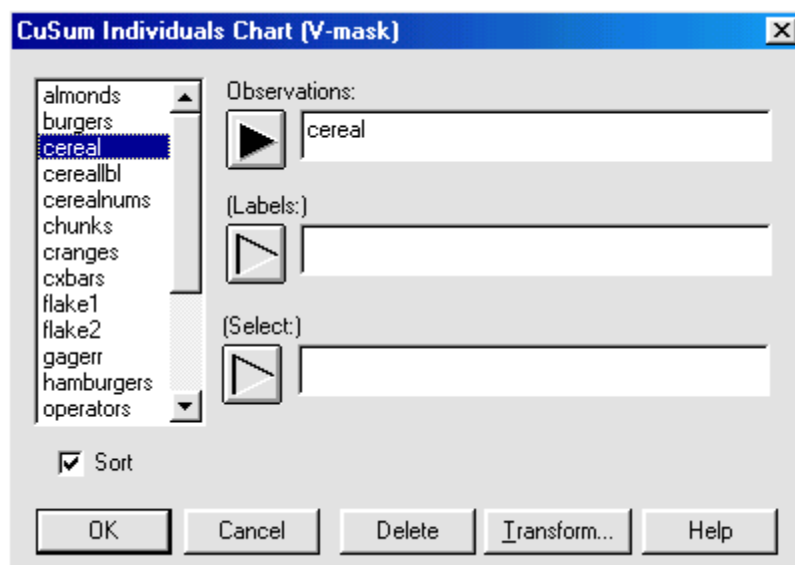 CuSum Individuals Chart (V-mask)
almonds
burgers
cereal
cereallbl
cerealnums
chunks
cranges
cxbars
flake1
flake2
gagerr
hamburgers
operators
Observations:
cereal
(Labels:)
(Select:)
Sort
OK
Cancel
Delete
Transform...
Help